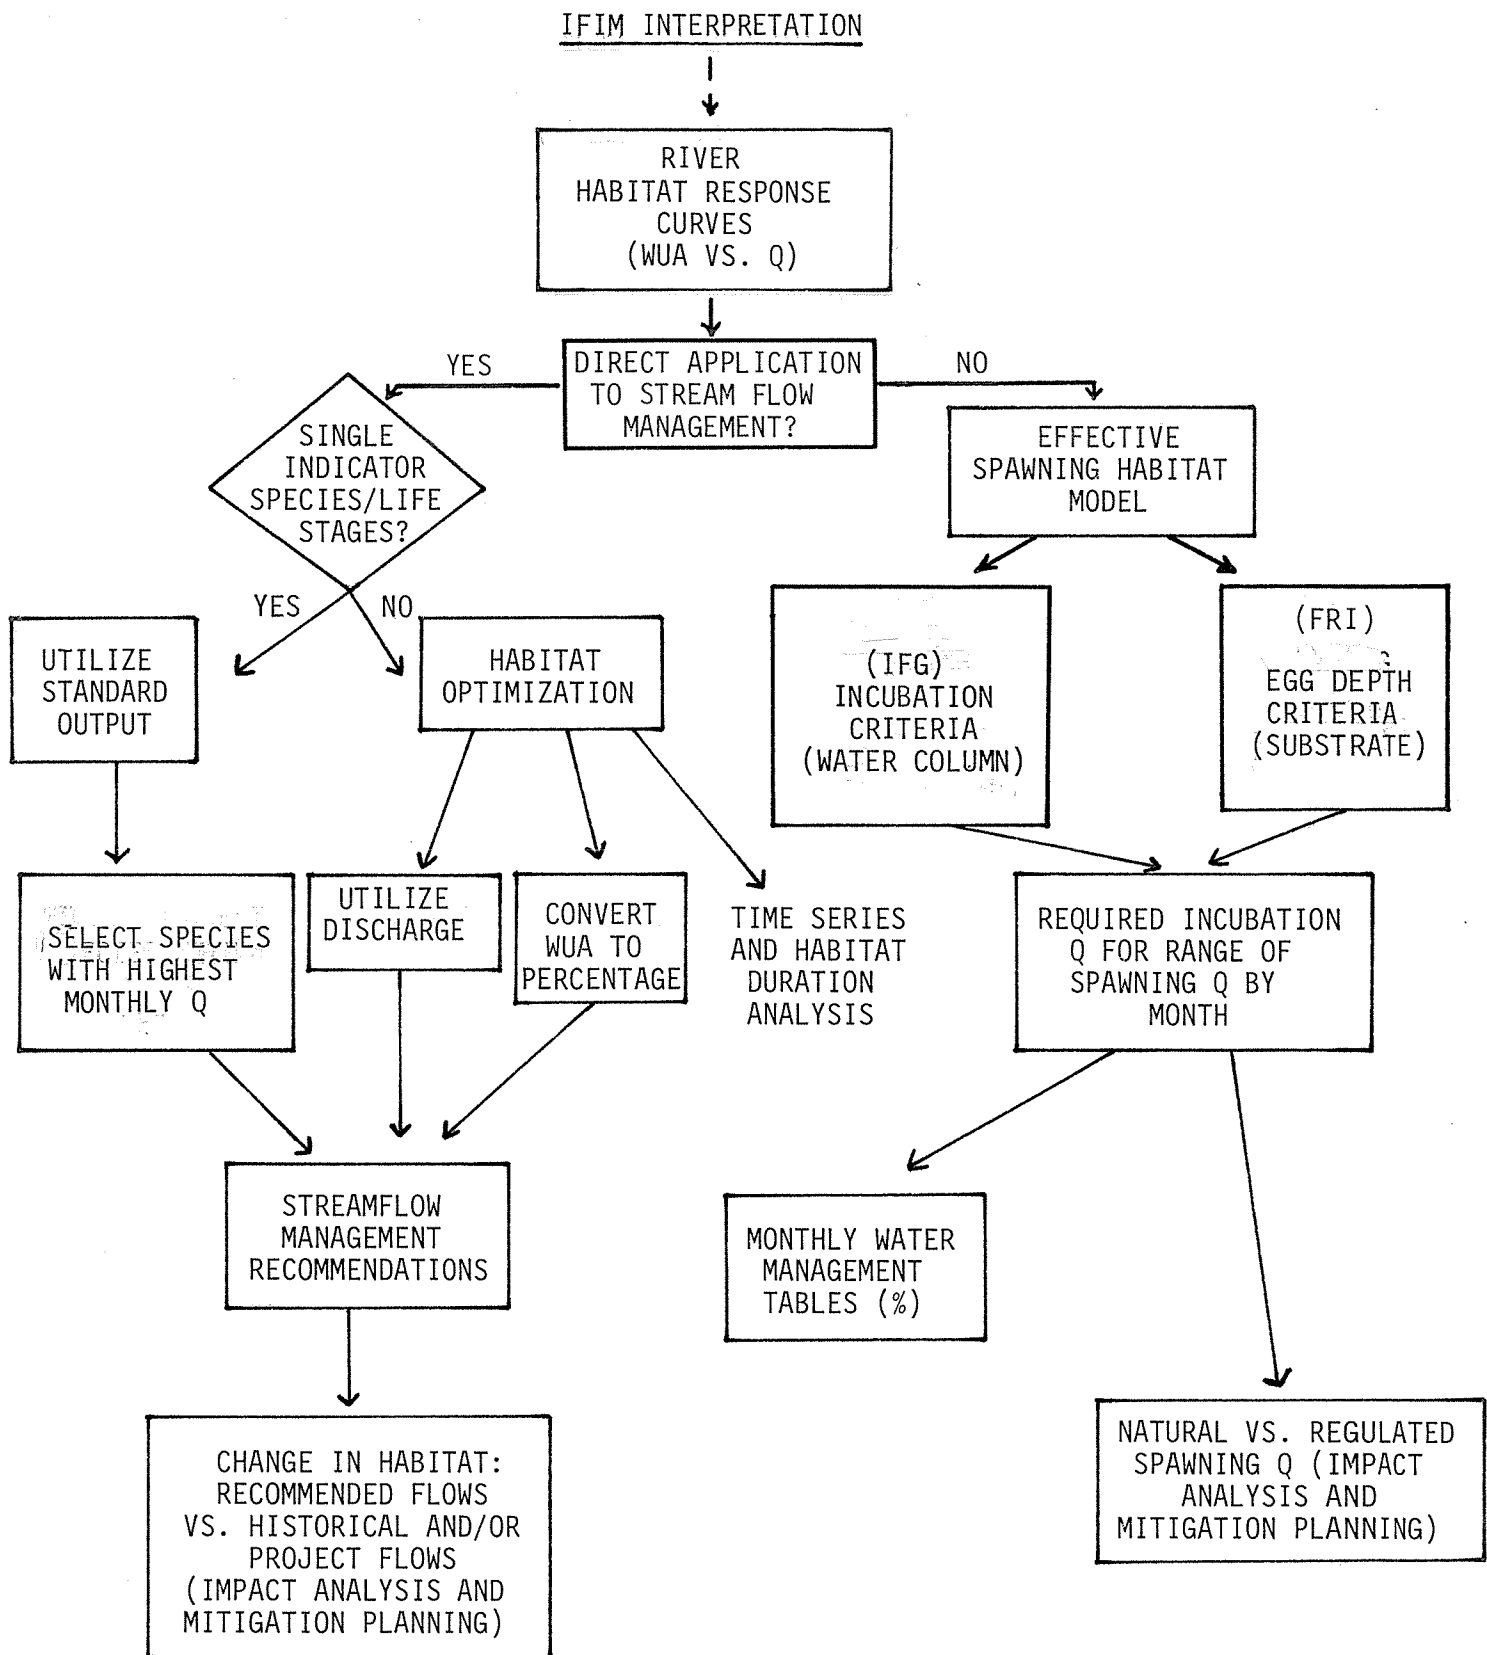 IFIM INTERPRETATION
RIVER
HABITAT RESPONSE
CURVES
(WUA VS. Q)
DIRECT APPLICATION
TO STREAM FLOW
MANAGEMENT?
YES
NO
SINGLE
INDICATOR
SPECIES/LIFE
STAGES?
EFFECTIVE
SPAWNING HABITAT
MODEL
YES
NO
UTILIZE
STANDARD
OUTPUT
HABITAT
OPTIMIZATION
(IFG)
INCUBATION
CRITERIA
(WATER COLUMN)
(FRI)
EGG DEPTH
CRITERIA
(SUBSTRATE)
SELECT SPECIES
WITH HIGHEST
MONTHLY Q
UTILIZE
DISCHARGE
CONVERT
WUA TO
PERCENTAGE
TIME SERIES
AND HABITAT
DURATION
ANALYSIS
REQUIRED INCUBATION
Q FOR RANGE OF
SPAWNING Q BY
MONTH
STREAMFLOW
MANAGEMENT
RECOMMENDATIONS
MONTHLY WATER
MANAGEMENT
TABLES (%)
CHANGE IN HABITAT:
RECOMMENDED FLOWS
VS. HISTORICAL AND/OR
PROJECT FLOWS
(IMPACT ANALYSIS AND
MITIGATION PLANNING)
NATURAL VS. REGULATED
SPAWNING Q (IMPACT
ANALYSIS AND
MITIGATION PLANNING)